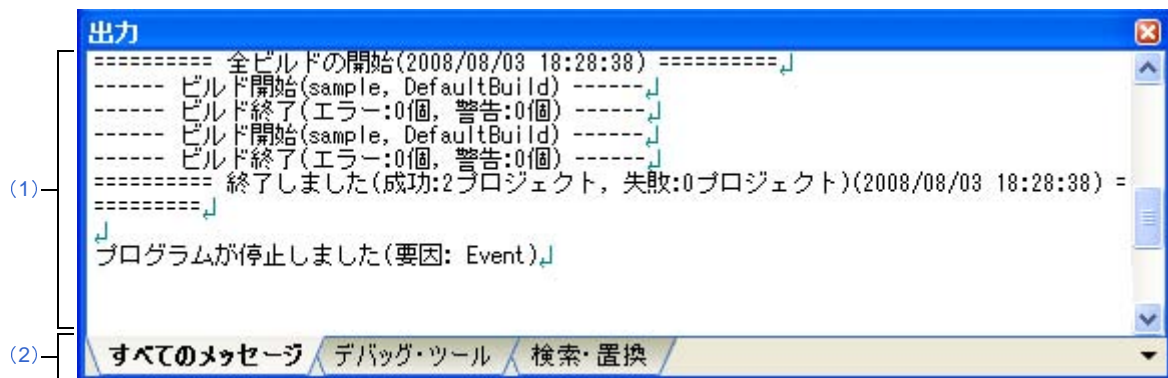 出力
========== 全ビルドの開始(2008/08/03 18:28:38) ==========↲
------ ビルド開始(sample, DefaultBuild) ------↲
------ ビルド終了(エラー:0個, 警告:0個) ------↲
------ ビルド開始(sample, DefaultBuild) ------↲
------ ビルド終了(エラー:0個, 警告:0個) ------↲
========== 終了しました(成功:2プロジェクト, 失敗:0プロジェクト)(2008/08/03 18:28:38) =
=========↲
↲
プログラムが停止しました(要因: Event)↲
(1)
(2)
すべてのメッセージ デバッグ・ツール 検索・置換